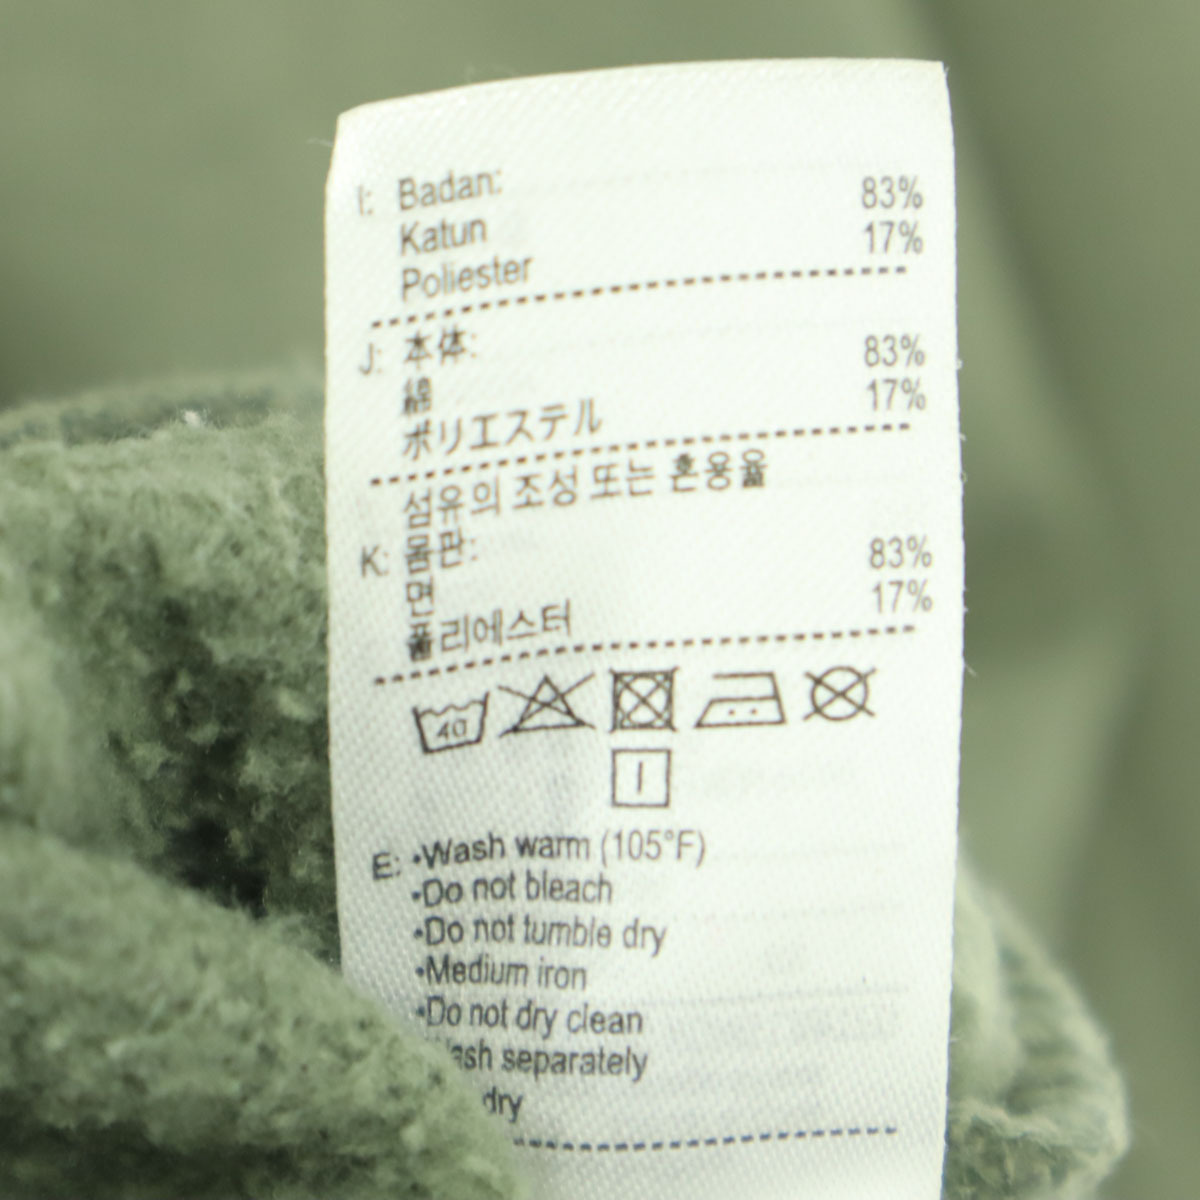 I: Badan:
Katun 83%
Poliester 17%
J: 本体:
綿 83%
ポリエステル 17%
섬유의 조성 또는 혼용율
K: 몸판:
면 83%
폴리에스터 17%
40
E: •Wash warm (105°F)
•Do not bleach
•Do not tumble dry
•Medium iron
•Do not dry clean
separately
dry